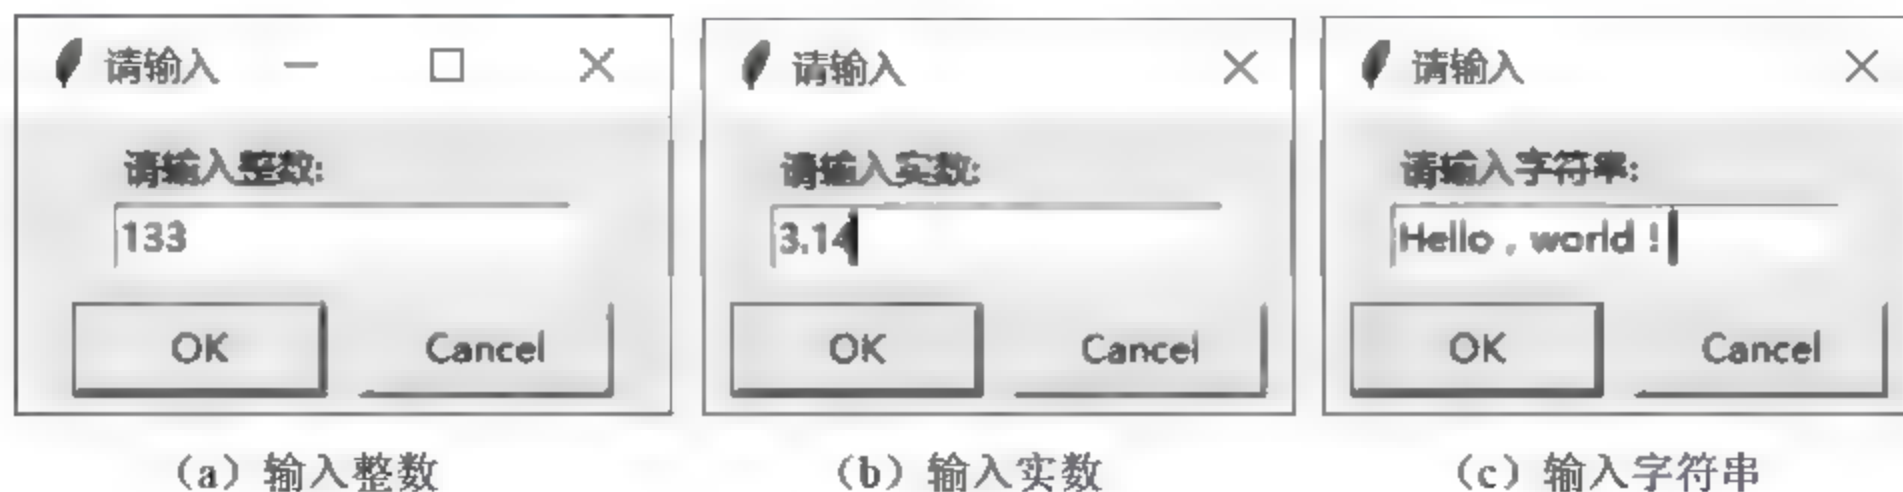 请输入
请输入整数:
133
OK Cancel
(a) 输入整数
请输入
请输入实数:
3.14
OK Cancel
(b) 输入实数
请输入
请输入字符串:
Hello , world !
OK Cancel
(c) 输入字符串